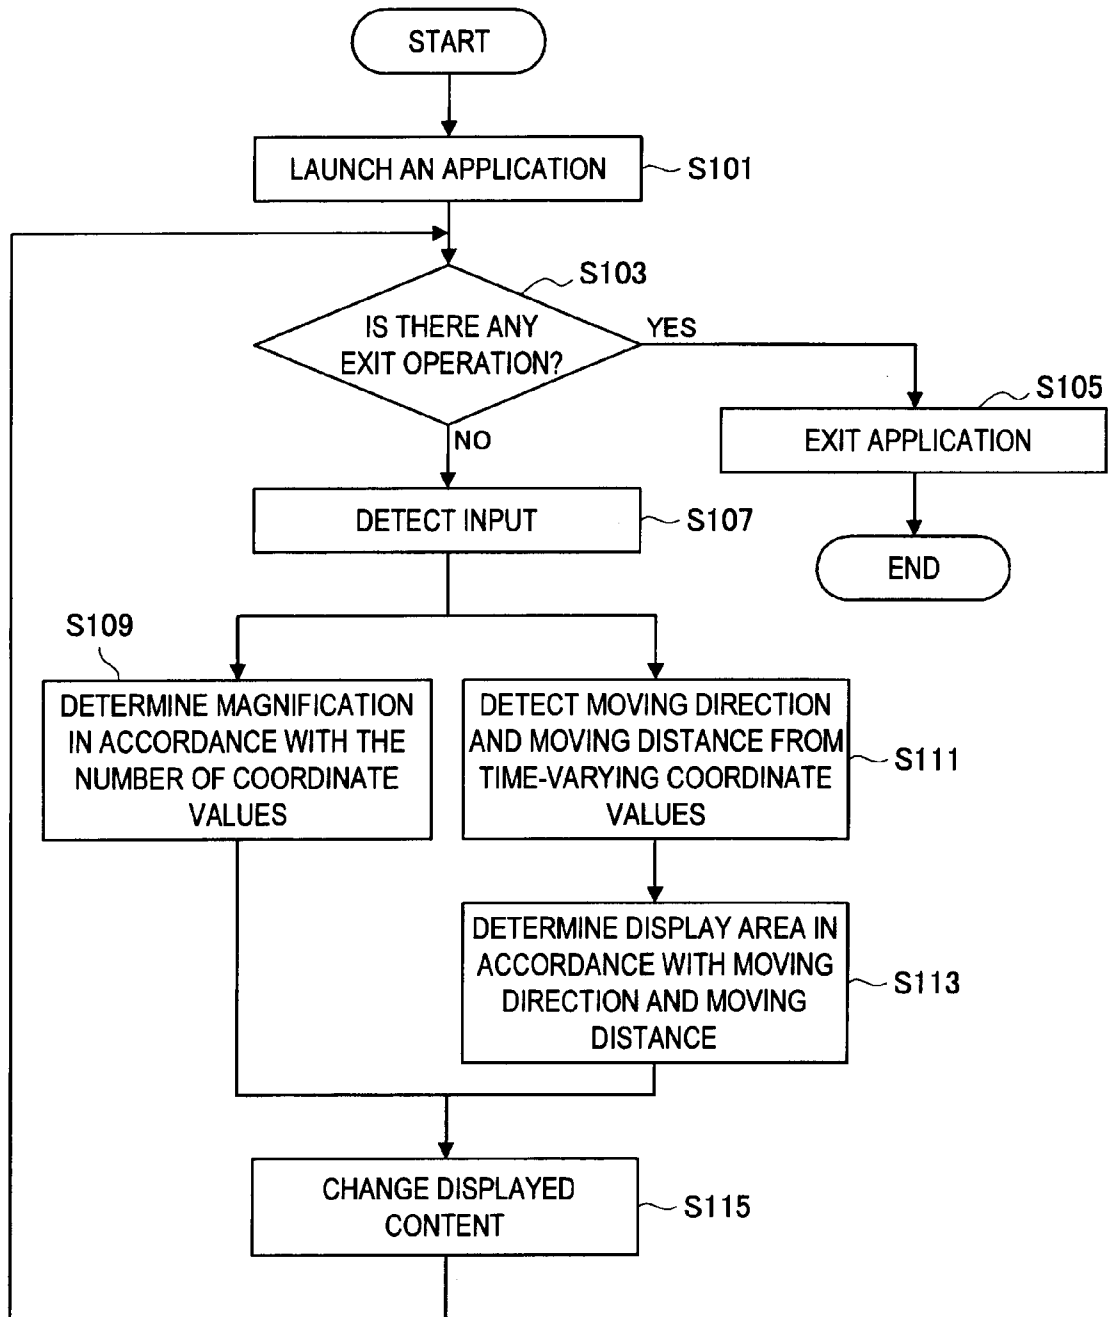 START
LAUNCH AN APPLICATION
S101
S103
IS THERE ANY
EXIT OPERATION?
YES
NO
S105
EXIT APPLICATION
END
DETECT INPUT
S107
S109
DETERMINE MAGNIFICATION
IN ACCORDANCE WITH THE
NUMBER OF COORDINATE
VALUES
DETECT MOVING DIRECTION
AND MOVING DISTANCE FROM
TIME-VARYING COORDINATE
VALUES
S111
DETERMINE DISPLAY AREA IN
ACCORDANCE WITH MOVING
DIRECTION AND MOVING
DISTANCE
S113
CHANGE DISPLAYED
CONTENT
S115